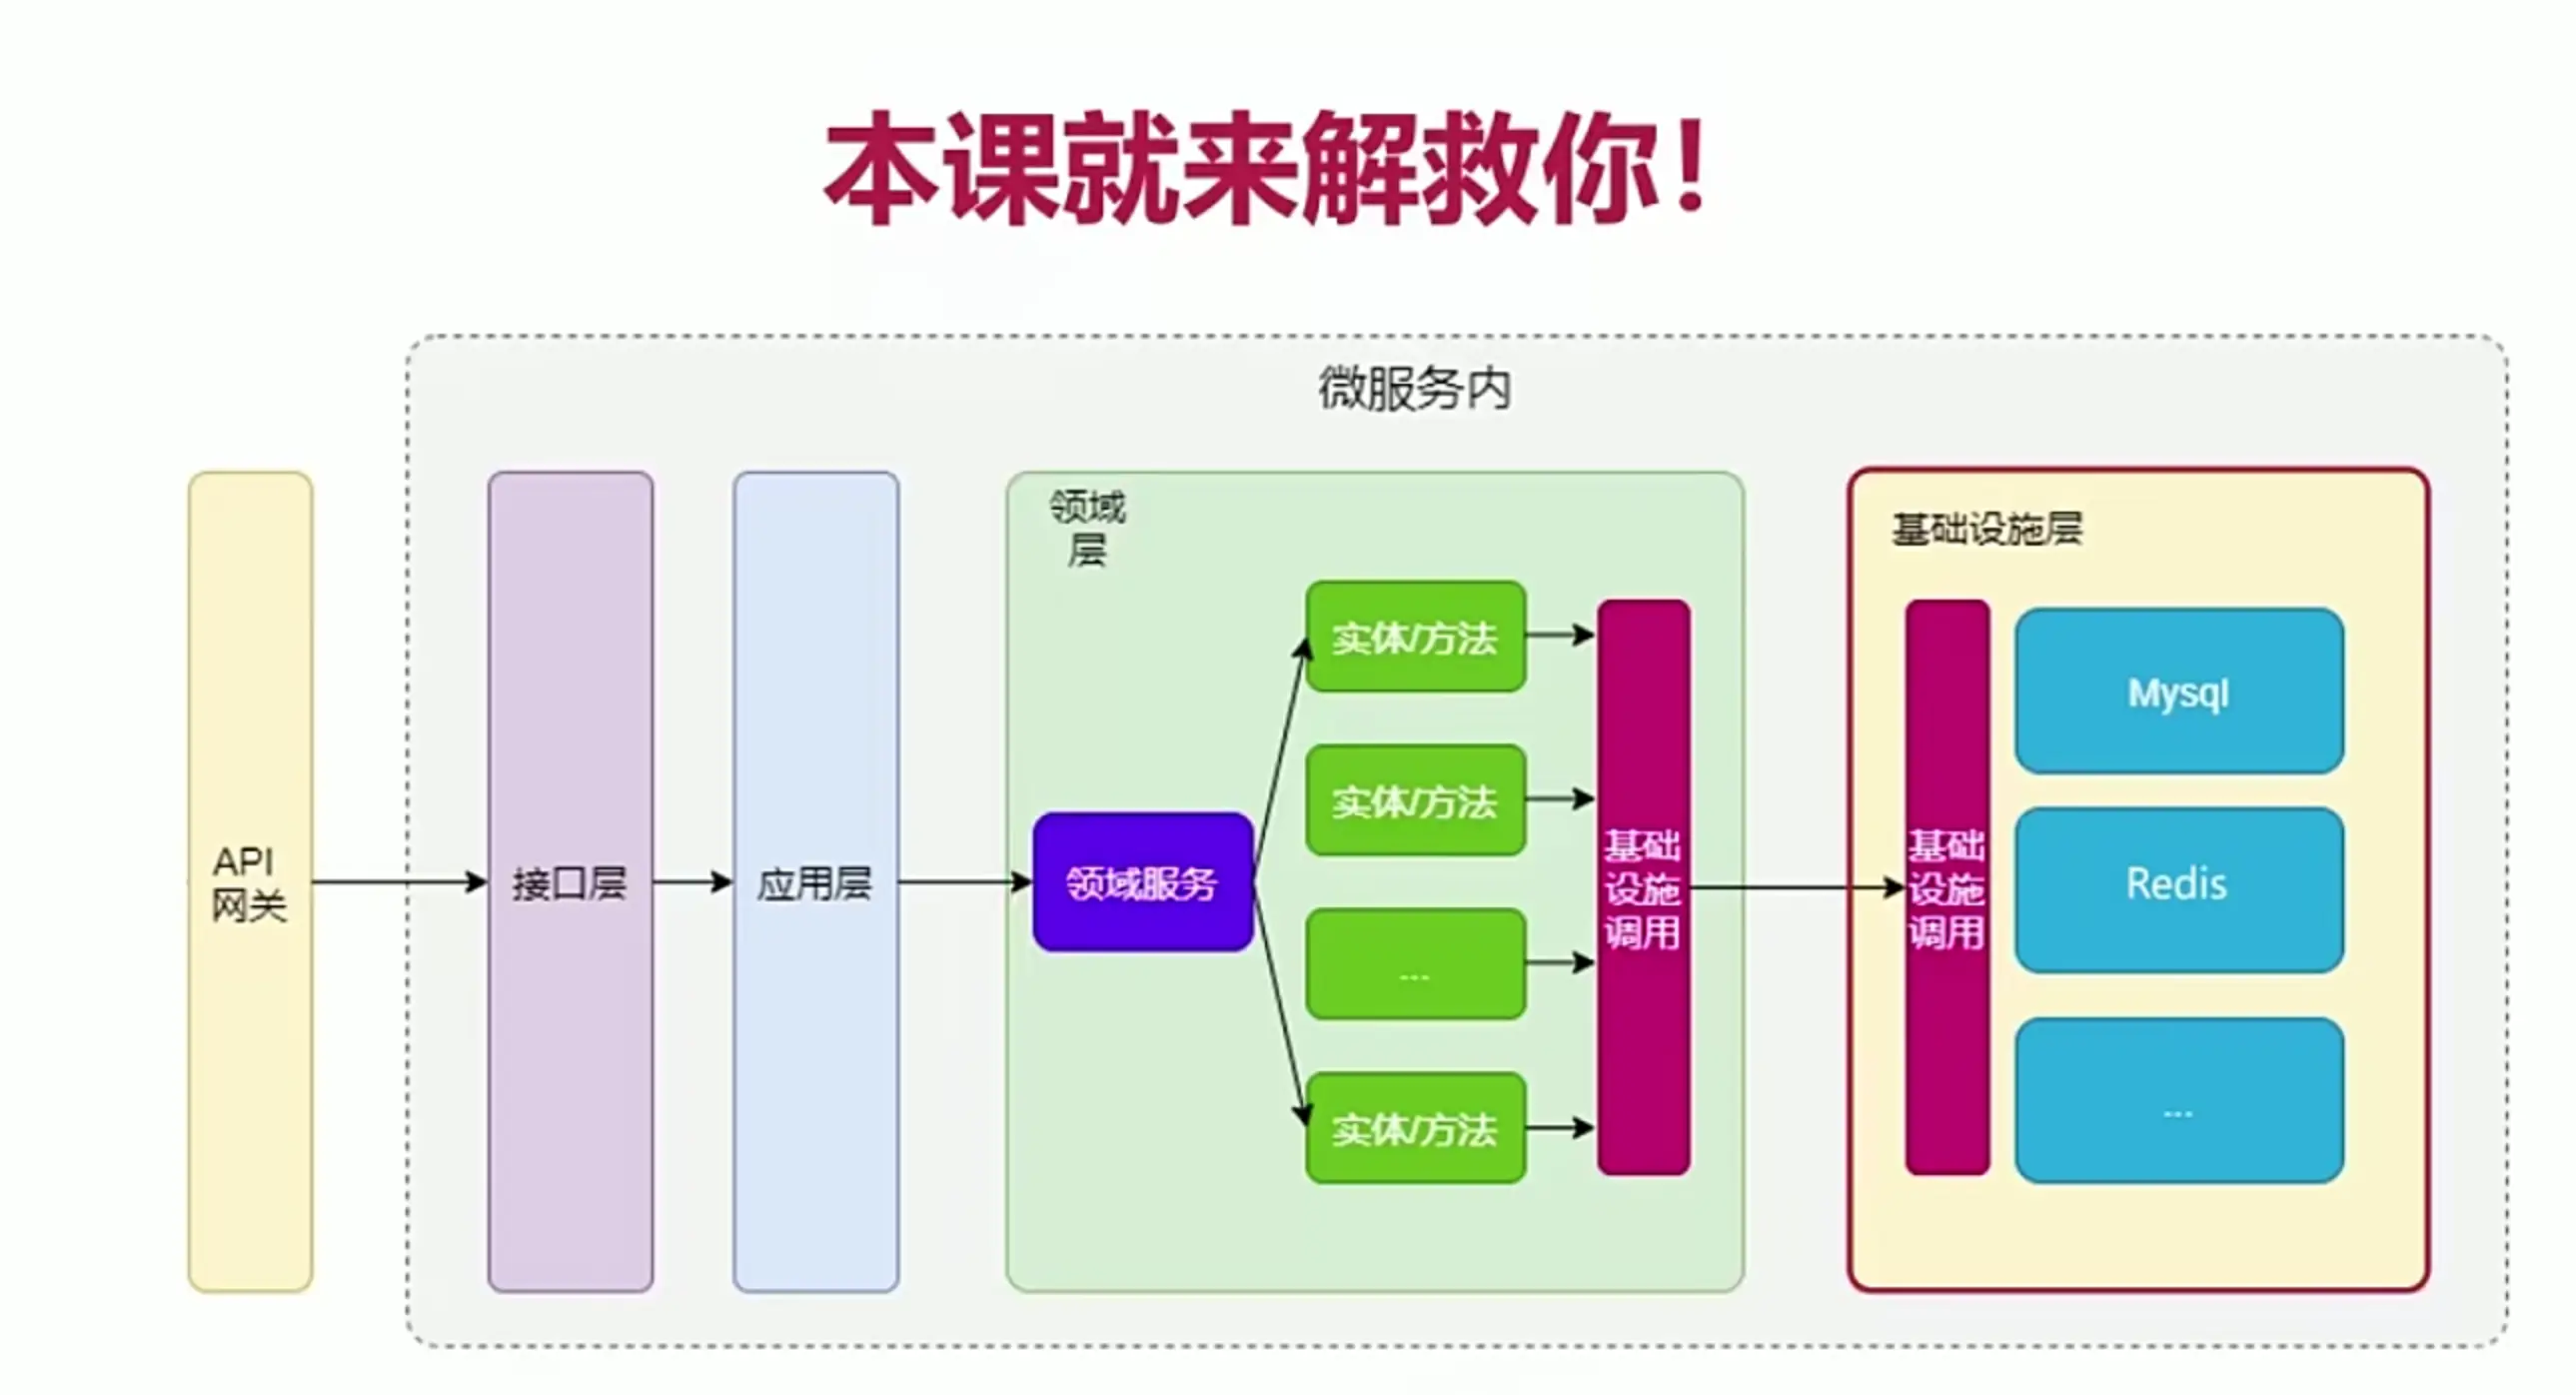 本课就来解救你！
微服务内
API
网关
接口层
应用层
领域
层
领域服务
实体/方法
实体/方法
...
实体/方法
基础
设施
调用
基础设施层
基础
设施
调用
Mysql
Redis
...